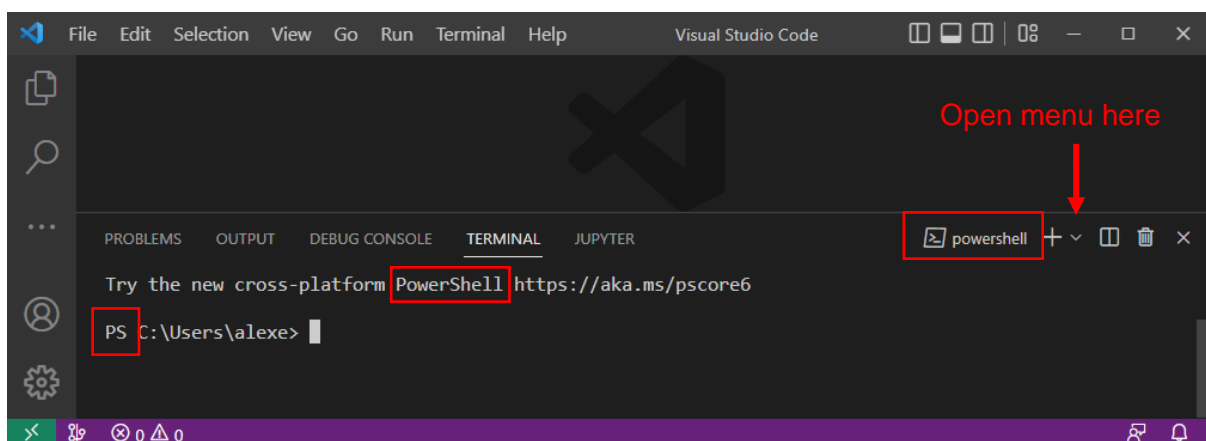 File Edit Selection View Go Run Terminal Help Visual Studio Code
Open menu here
PROBLEMS OUTPUT DEBUG CONSOLE TERMINAL JUPYTER powershell
Try the new cross-platform PowerShell https://aka.ms/pscore6
PS C:\Users\alexe>
0 0